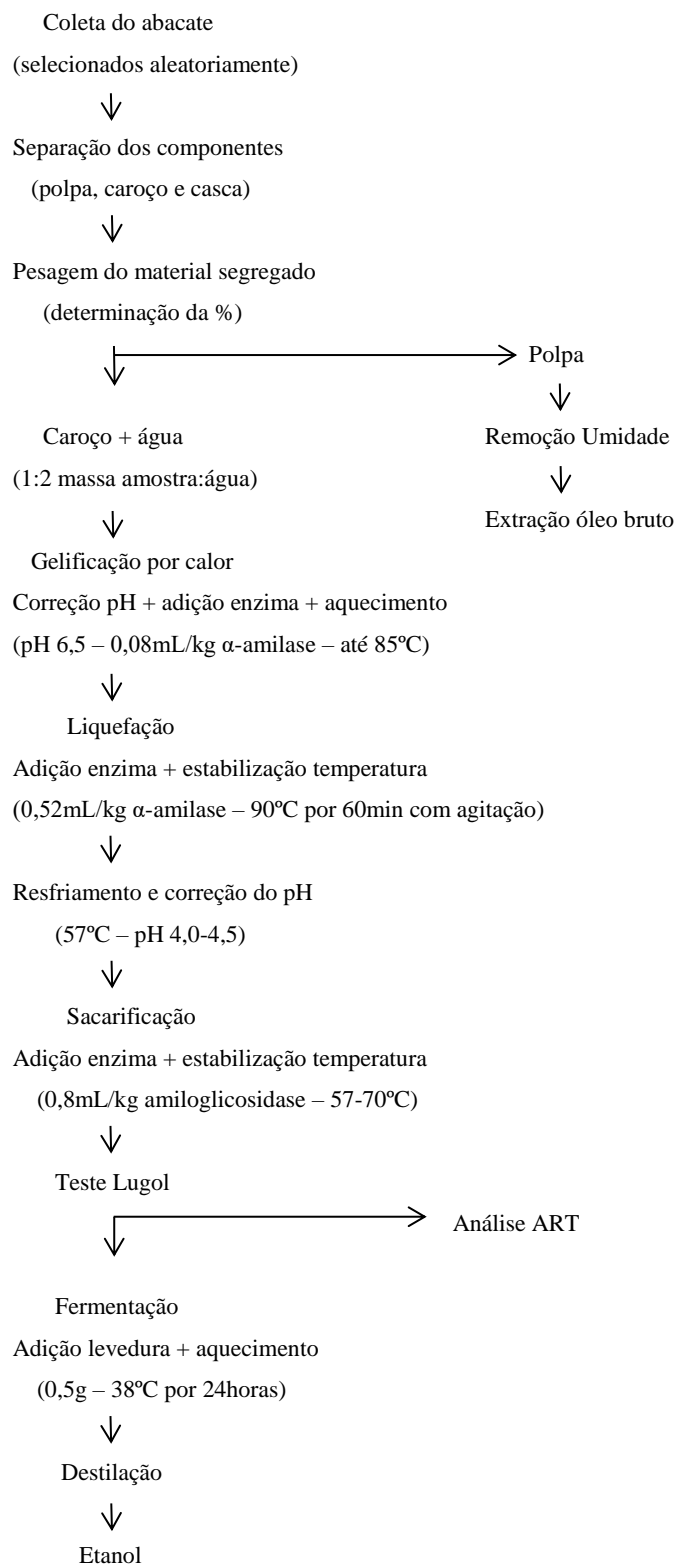 Coleta do abacate
(selecionados aleatoriamente)
Separação dos componentes
(polpa, caroço e casca)
Pesagem do material segregado
(determinação da %)
Polpa
Caroço + água
Remoção Umidade
(1:2 massa amostra:água)
Extração óleo bruto
Gelificação por calor
Correção pH + adição enzima + aquecimento
(pH 6,5 – 0,08mL/kg α-amilase – até 85ºC)
Liquefação
Adição enzima + estabilização temperatura
(0,52mL/kg α-amilase – 90ºC por 60min com agitação)
Resfriamento e correção do pH
(57ºC – pH 4,0-4,5)
Sacarificação
Adição enzima + estabilização temperatura
(0,8mL/kg amiloglicosidase – 57-70ºC)
Teste Lugol
Análise ART
Fermentação
Adição levedura + aquecimento
(0,5g – 38ºC por 24horas)
Destilação
Etanol